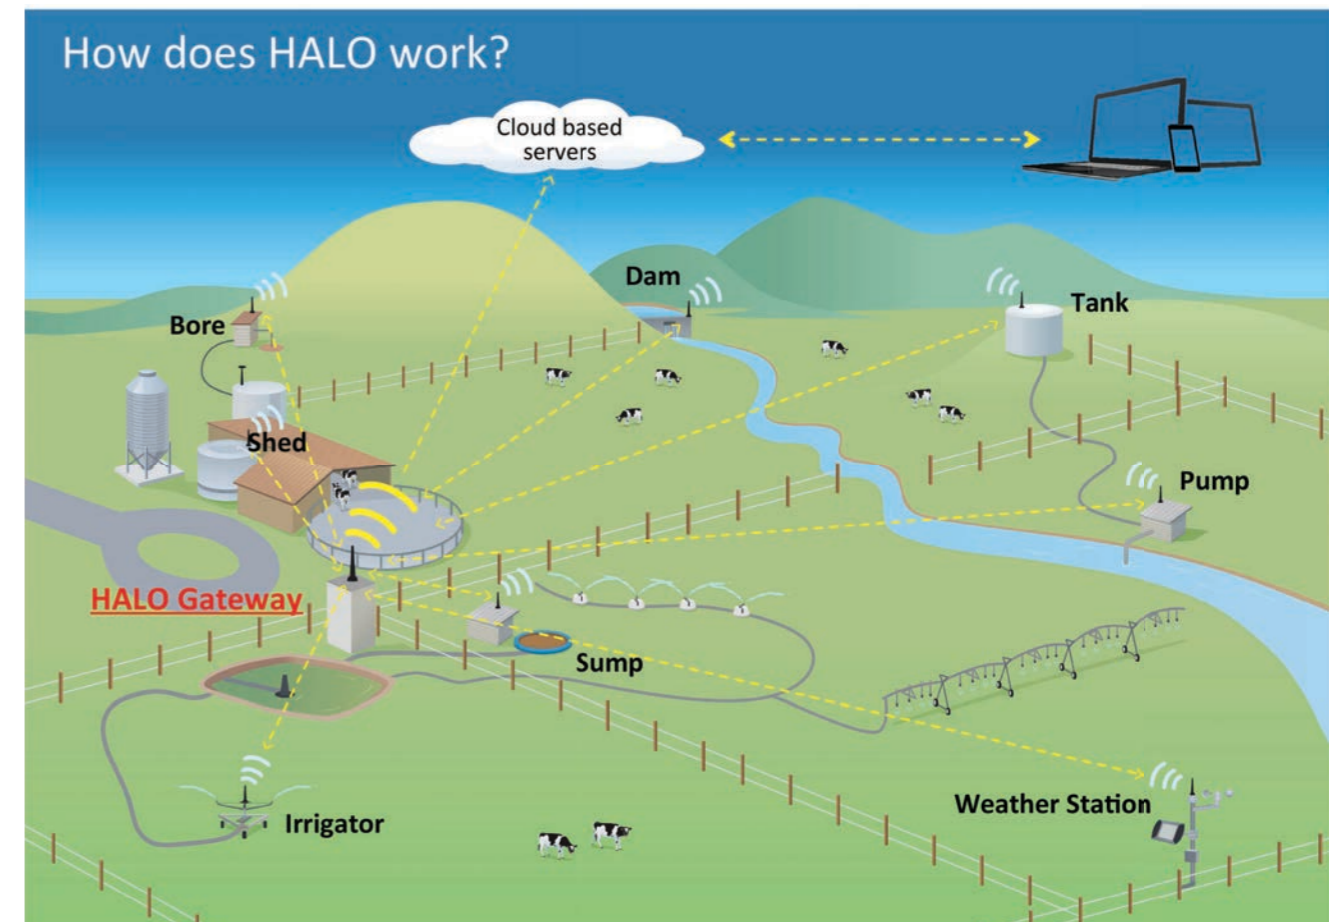 How does HALO work?
Cloud based
servers
Dam
Tank
Bore
Shed
Pump
HALO Gateway
Sump
Weather Station
Irrigator